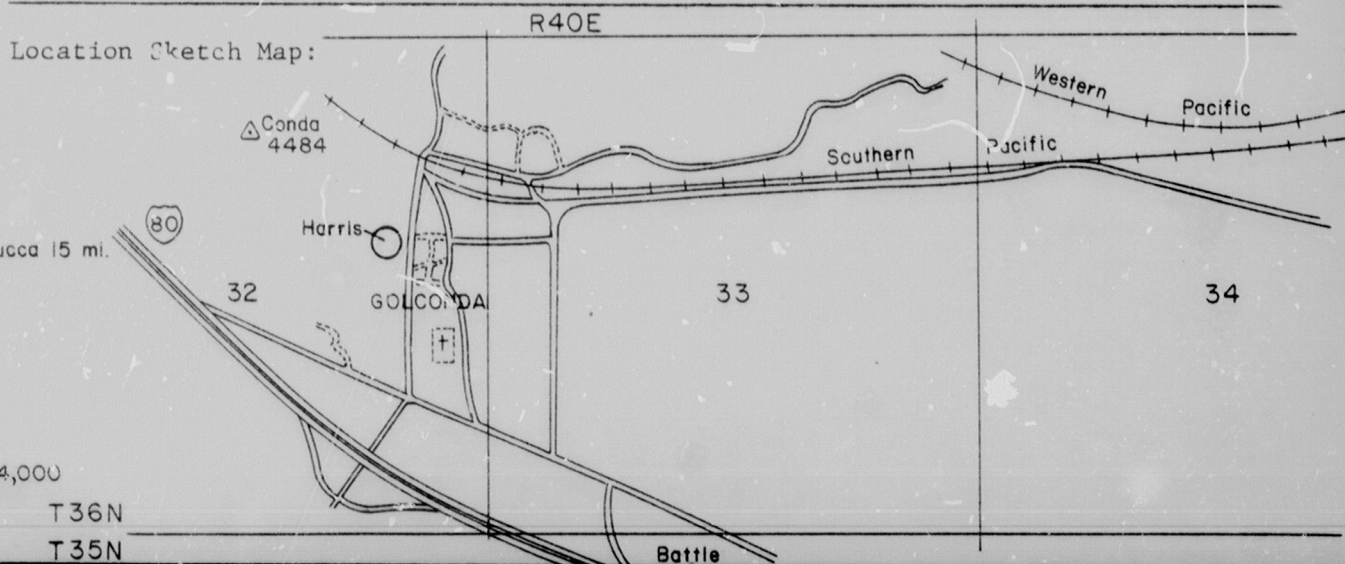 R40E
Location Sketch Map:
Western
Pacific
Conda
4484
Southern Pacific
80
Harris
15 mi.
32
33
34
GOLCONDA
4,000
T36N
T35N
Battle